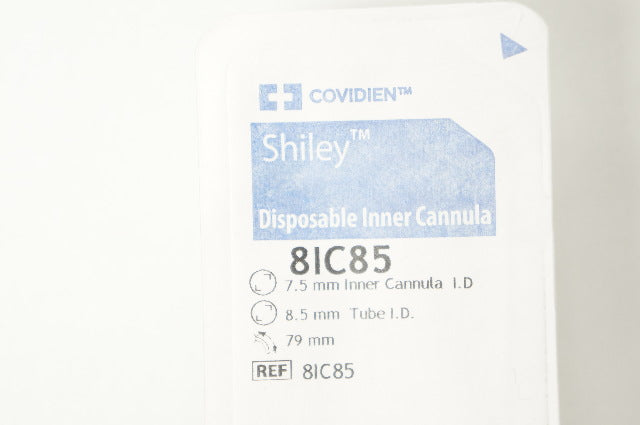 COVIDIEN™
Shiley™
Disposable Inner Cannula
8IC85
7.5 mm Inner Cannula I.D
8.5 mm Tube I.D.
79 mm
REF 8IC85